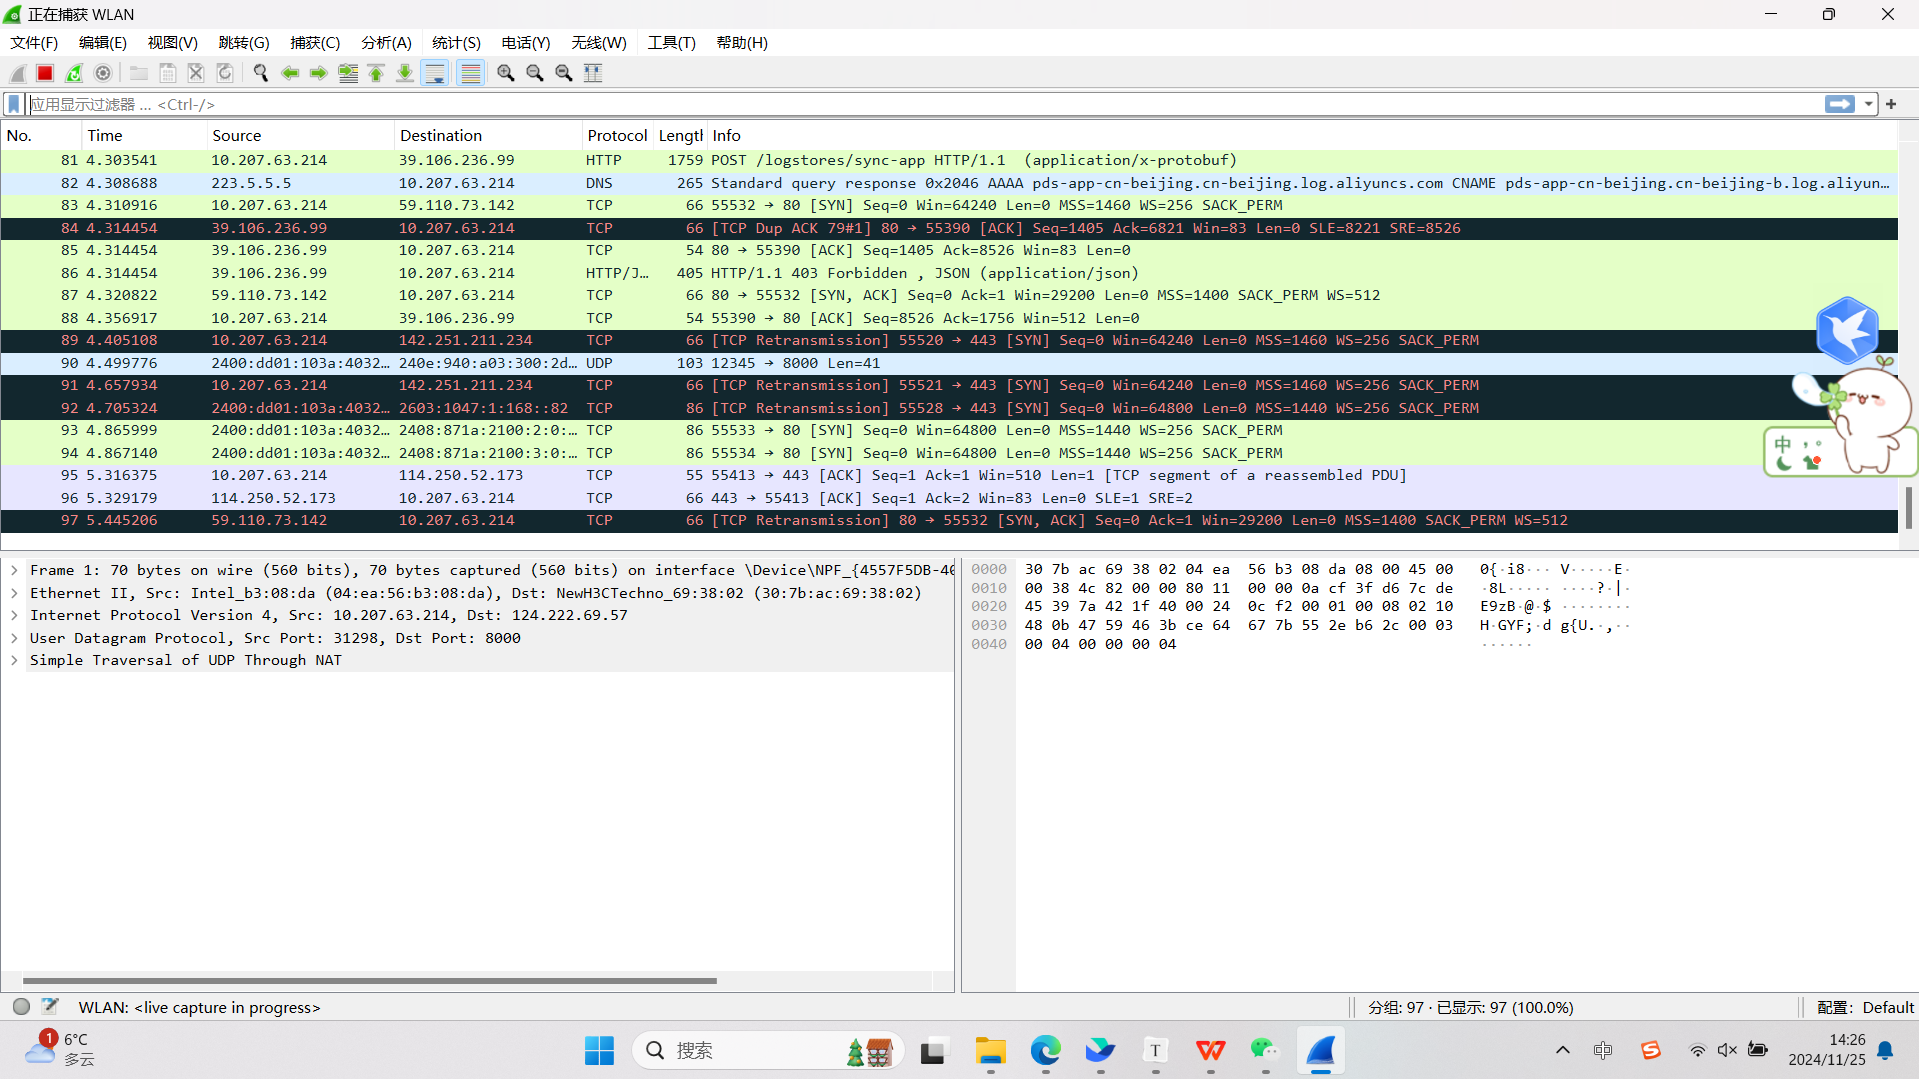 正在捕获 WLAN
文件(F) 编辑(E) 视图(V) 跳转(G) 捕获(C) 分析(A) 统计(S) 电话(Y) 无线(W) 工具(T) 帮助(H)
应用显示过滤器 … <Ctrl-/>
No. Time Source Destination Protocol Length Info
81 4.303541 10.207.63.214 39.106.236.99 HTTP 1759 POST /logstores/sync-app HTTP/1.1  (application/x-protobuf)
82 4.308688 223.5.5.5 10.207.63.214 DNS 265 Standard query response 0x2046 AAAA pds-app-cn-beijing.cn-beijing.log.aliyuncs.com CNAME pds-app-cn-beijing.cn-beijing-b.log.aliyun…
83 4.310916 10.207.63.214 59.110.73.142 TCP 66 55532 → 80 [SYN] Seq=0 Win=64240 Len=0 MSS=1460 WS=256 SACK_PERM
84 4.314454 39.106.236.99 10.207.63.214 TCP 66 [TCP Dup ACK 79#1] 80 → 55390 [ACK] Seq=1405 Ack=6821 Win=83 Len=0 SLE=8221 SRE=8526
85 4.314454 39.106.236.99 10.207.63.214 TCP 54 80 → 55390 [ACK] Seq=1405 Ack=8526 Win=83 Len=0
86 4.314454 39.106.236.99 10.207.63.214 HTTP/J… 405 HTTP/1.1 403 Forbidden , JSON (application/json)
87 4.320822 59.110.73.142 10.207.63.214 TCP 66 80 → 55532 [SYN, ACK] Seq=0 Ack=1 Win=29200 Len=0 MSS=1400 SACK_PERM WS=512
88 4.356917 10.207.63.214 39.106.236.99 TCP 54 55390 → 80 [ACK] Seq=8526 Ack=1756 Win=512 Len=0
89 4.405108 10.207.63.214 142.251.211.234 TCP 66 [TCP Retransmission] 55520 → 443 [SYN] Seq=0 Win=64240 Len=0 MSS=1460 WS=256 SACK_PERM
90 4.499776 2400:dd01:103a:4032… 240e:940:a03:300:2d… UDP 103 12345 → 8000 Len=41
91 4.657934 10.207.63.214 142.251.211.234 TCP 66 [TCP Retransmission] 55521 → 443 [SYN] Seq=0 Win=64240 Len=0 MSS=1460 WS=256 SACK_PERM
92 4.705324 2400:dd01:103a:4032… 2603:1047:1:168::82 TCP 86 [TCP Retransmission] 55528 → 443 [SYN] Seq=0 Win=64800 Len=0 MSS=1440 WS=256 SACK_PERM
93 4.865999 2400:dd01:103a:4032… 2408:871a:2100:2:0:… TCP 86 55533 → 80 [SYN] Seq=0 Win=64800 Len=0 MSS=1440 WS=256 SACK_PERM
94 4.867140 2400:dd01:103a:4032… 2408:871a:2100:3:0:… TCP 86 55534 → 80 [SYN] Seq=0 Win=64800 Len=0 MSS=1440 WS=256 SACK_PERM
95 5.316375 10.207.63.214 114.250.52.173 TCP 55 55413 → 443 [ACK] Seq=1 Ack=1 Win=510 Len=1 [TCP segment of a reassembled PDU]
96 5.329179 114.250.52.173 10.207.63.214 TCP 66 443 → 55413 [ACK] Seq=1 Ack=2 Win=83 Len=0 SLE=1 SRE=2
97 5.445206 59.110.73.142 10.207.63.214 TCP 66 [TCP Retransmission] 80 → 55532 [SYN, ACK] Seq=0 Ack=1 Win=29200 Len=0 MSS=1400 SACK_PERM WS=512
中 ，。
Frame 1: 70 bytes on wire (560 bits), 70 bytes captured (560 bits) on interface \Device\NPF_{4557F5DB-40
Ethernet II, Src: Intel_b3:08:da (04:ea:56:b3:08:da), Dst: NewH3CTechno_69:38:02 (30:7b:ac:69:38:02)
Internet Protocol Version 4, Src: 10.207.63.214, Dst: 124.222.69.57
User Datagram Protocol, Src Port: 31298, Dst Port: 8000
Simple Traversal of UDP Through NAT
0000 30 7b ac 69 38 02 04 ea 56 b3 08 da 08 00 45 00 0{·i8··· V·····E·
0010 00 38 4c 82 00 00 80 11 00 00 0a cf 3f d6 7c de ·8L····· ····?·|·
0020 45 39 7a 42 1f 40 00 24 0c f2 00 01 00 08 02 10 E9zB·@·$ ········
0030 48 0b 47 59 46 3b ce 64 67 7b 55 2e b6 2c 00 03 H·GYF;·d g{U.·,··
0040 00 04 00 00 00 04 ······
WLAN: <live capture in progress> 分组: 97 · 已显示: 97 (100.0%) 配置: Default
1 6°C
多云
搜索
T
W
中
S
14:26
2024/11/25